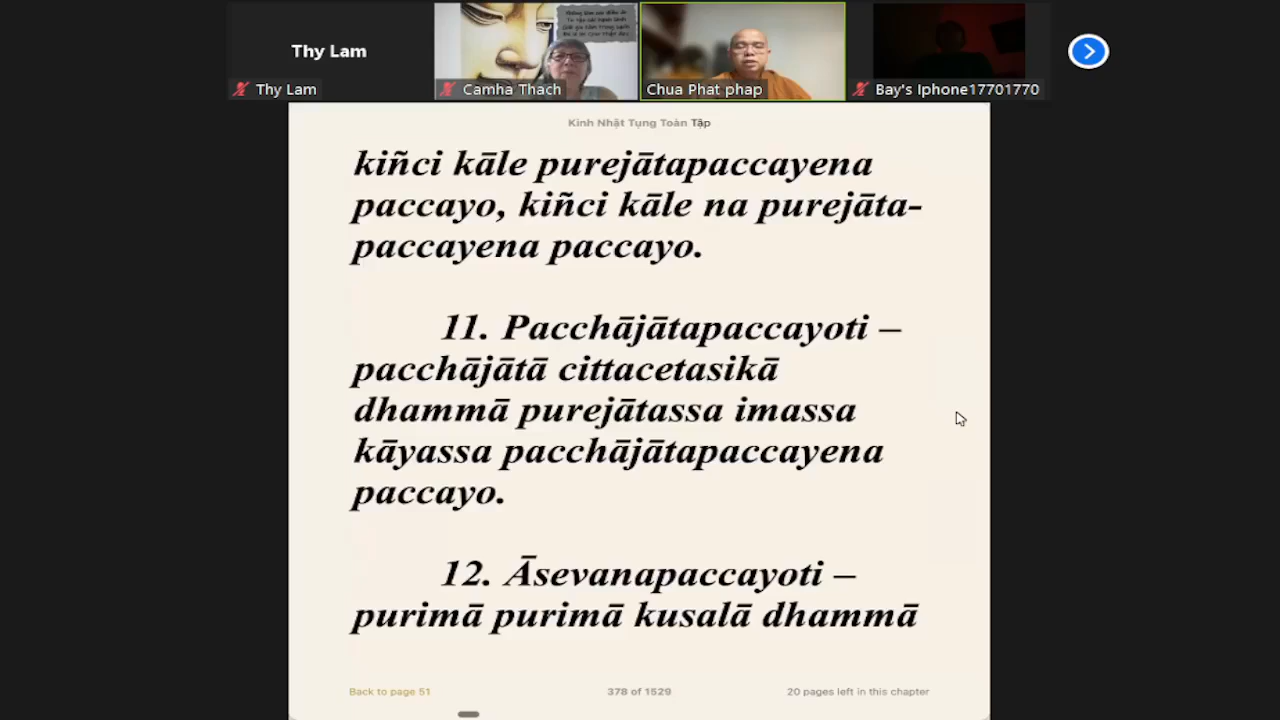 Thy Lam
Thy Lam
Camha Thach
Chua Phat phap
Bay's Iphone17701770
Kinh Nhật Tụng Toàn Tập
kiñci kāle purejātapaccayena
paccayo, kiñci kāle na purejāta-
paccayena paccayo.
11. Pacchājātapaccayoti –
pacchājātā cittacetasikā
dhammā purejātassa imassa
kāyassa pacchājātapaccayena
paccayo.
12. Āsevanapaccayoti –
purimā purimā kusalā dhammā
Back to page 51
378 of 1529
20 pages left in this chapter